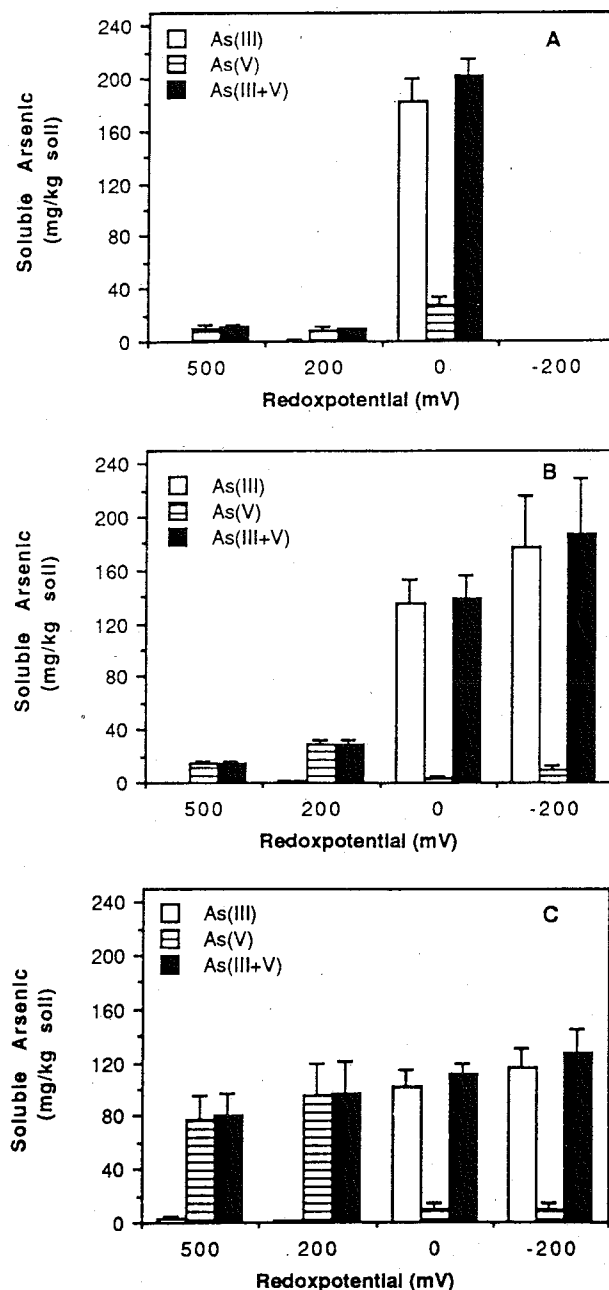 A
As(III)
As(V)
As(III+V)
Soluble Arsenic
(mg/kg soil)
240
200
160
120
80
40
0
500 200 0 -200
Redoxpotential (mV)
B
As(III)
As(V)
As(III+V)
Soluble Arsenic
(mg/kg soil)
240
200
160
120
80
40
0
500 200 0 -200
Redoxpotential (mV)
C
As(III)
As(V)
As(III+V)
Soluble Arsenic
(mg/kg soil)
240
200
160
120
80
40
0
500 200 0 -200
Redoxpotential (mV)